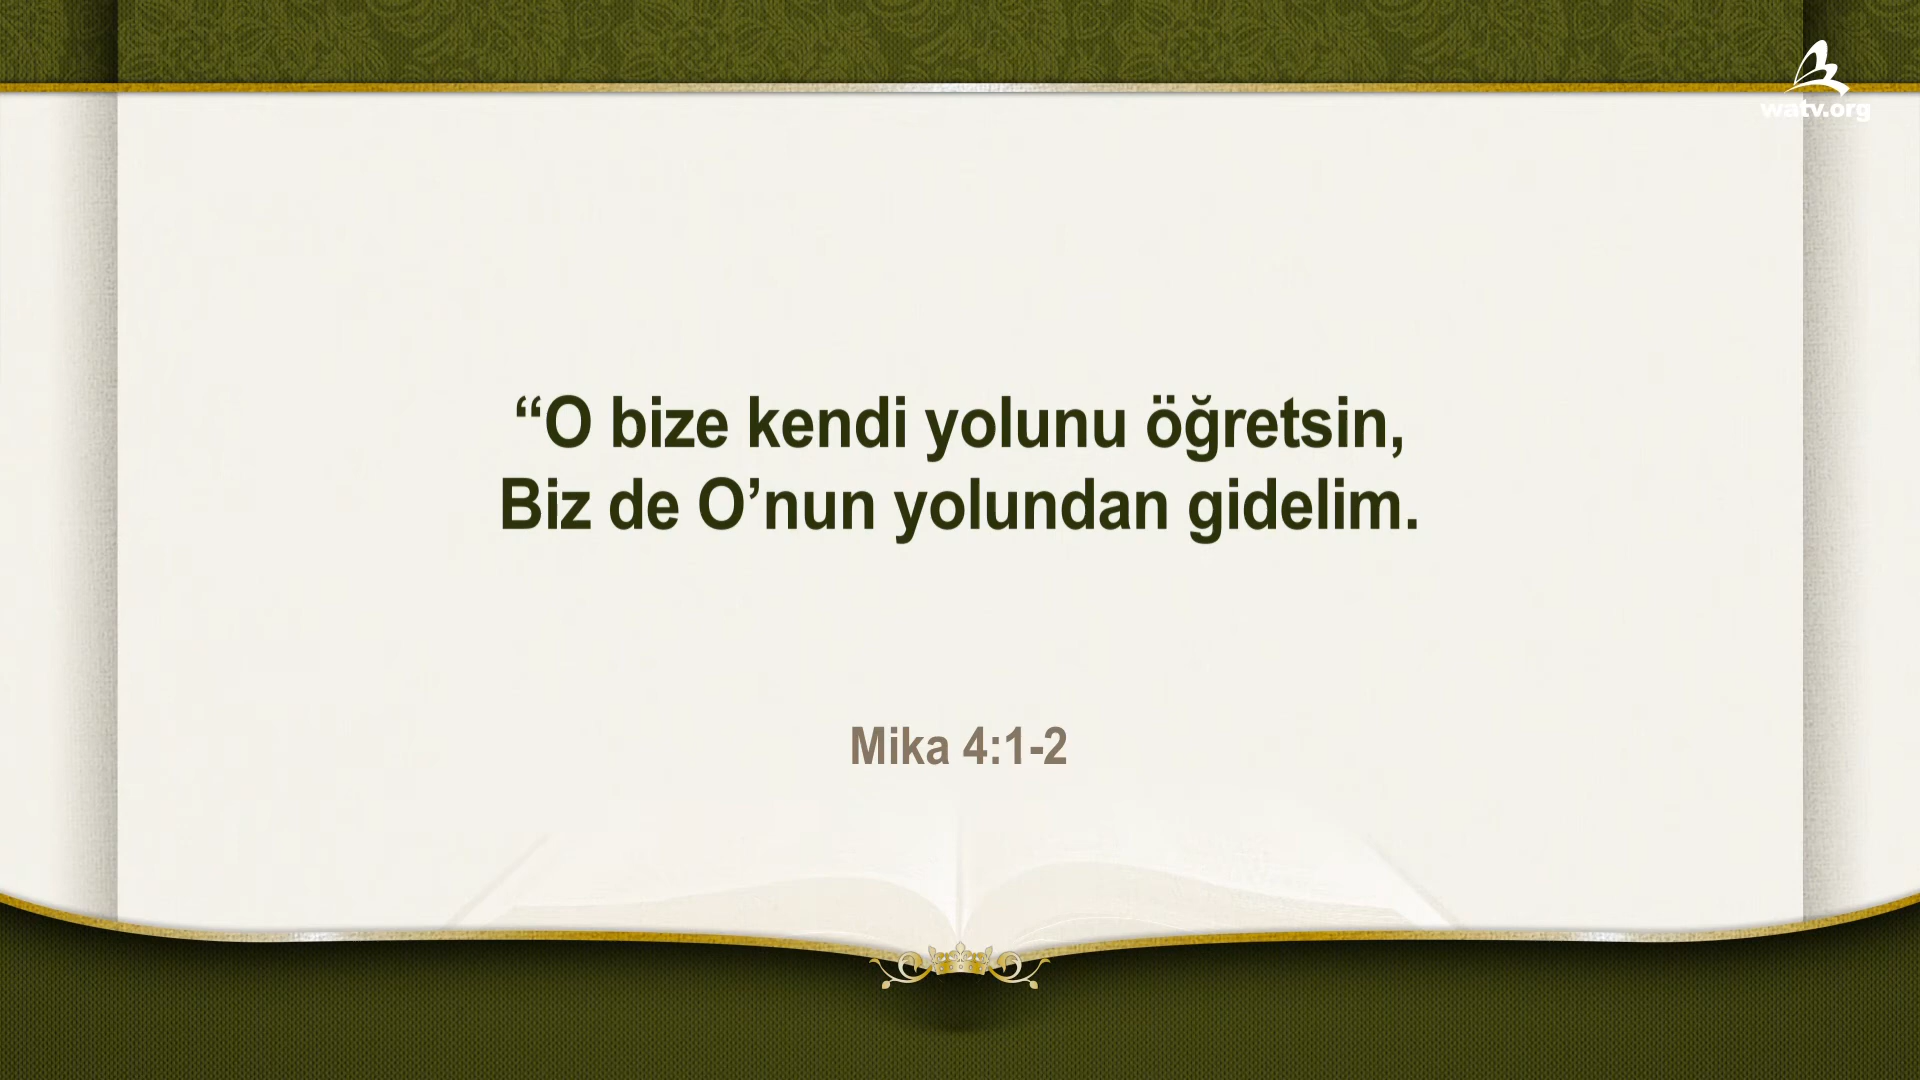 watv.org
“O bize kendi yolunu öğretsin,
Biz de O’nun yolundan gidelim.
Mika 4:1-2